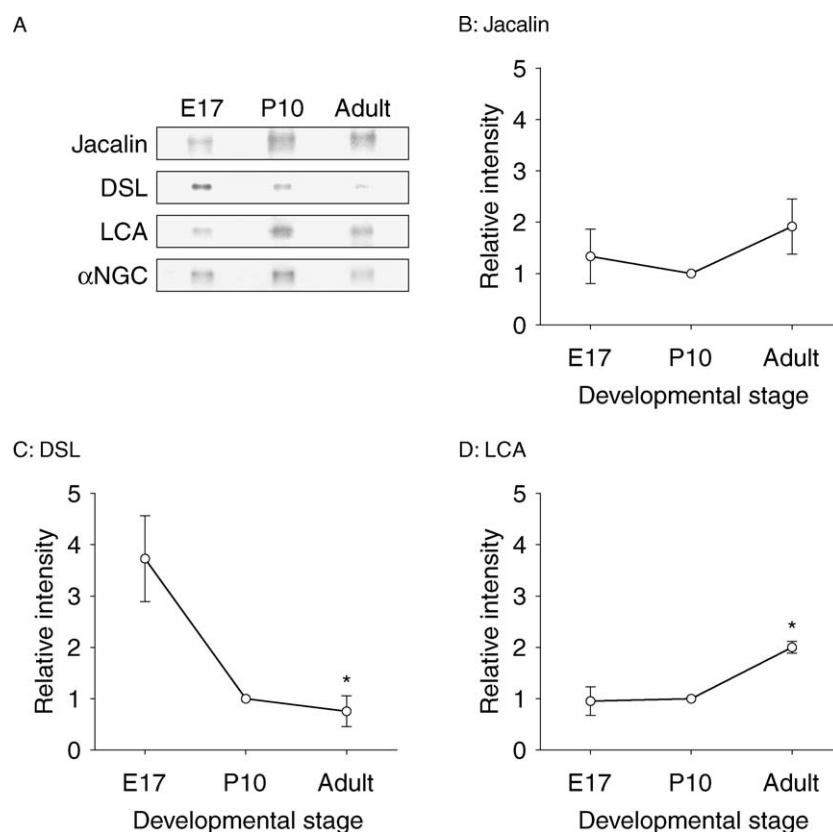 A
E17 P10 Adult
Jacalin
DSL
LCA
αNGC
B: Jacalin
Relative intensity
5
4
3
2
1
0
E17 P10 Adult
Developmental stage
C: DSL
Relative intensity
5
4
3
2
1
0
*
E17 P10 Adult
Developmental stage
D: LCA
Relative intensity
5
4
3
2
1
0
*
E17 P10 Adult
Developmental stage